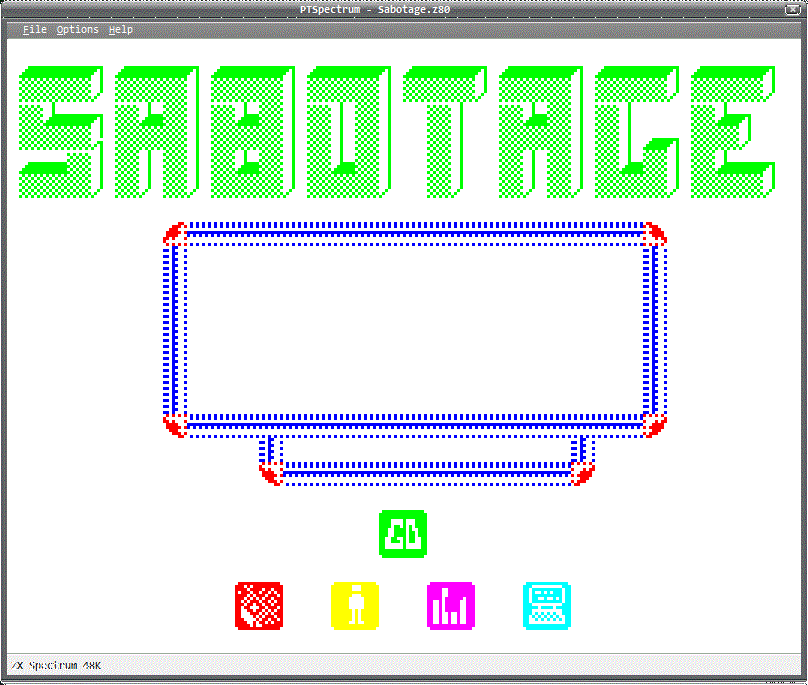 PTSpectrum - Sabotage.z80
File Options Help
SABOTAGE
GO
ZX Spectrum 48K